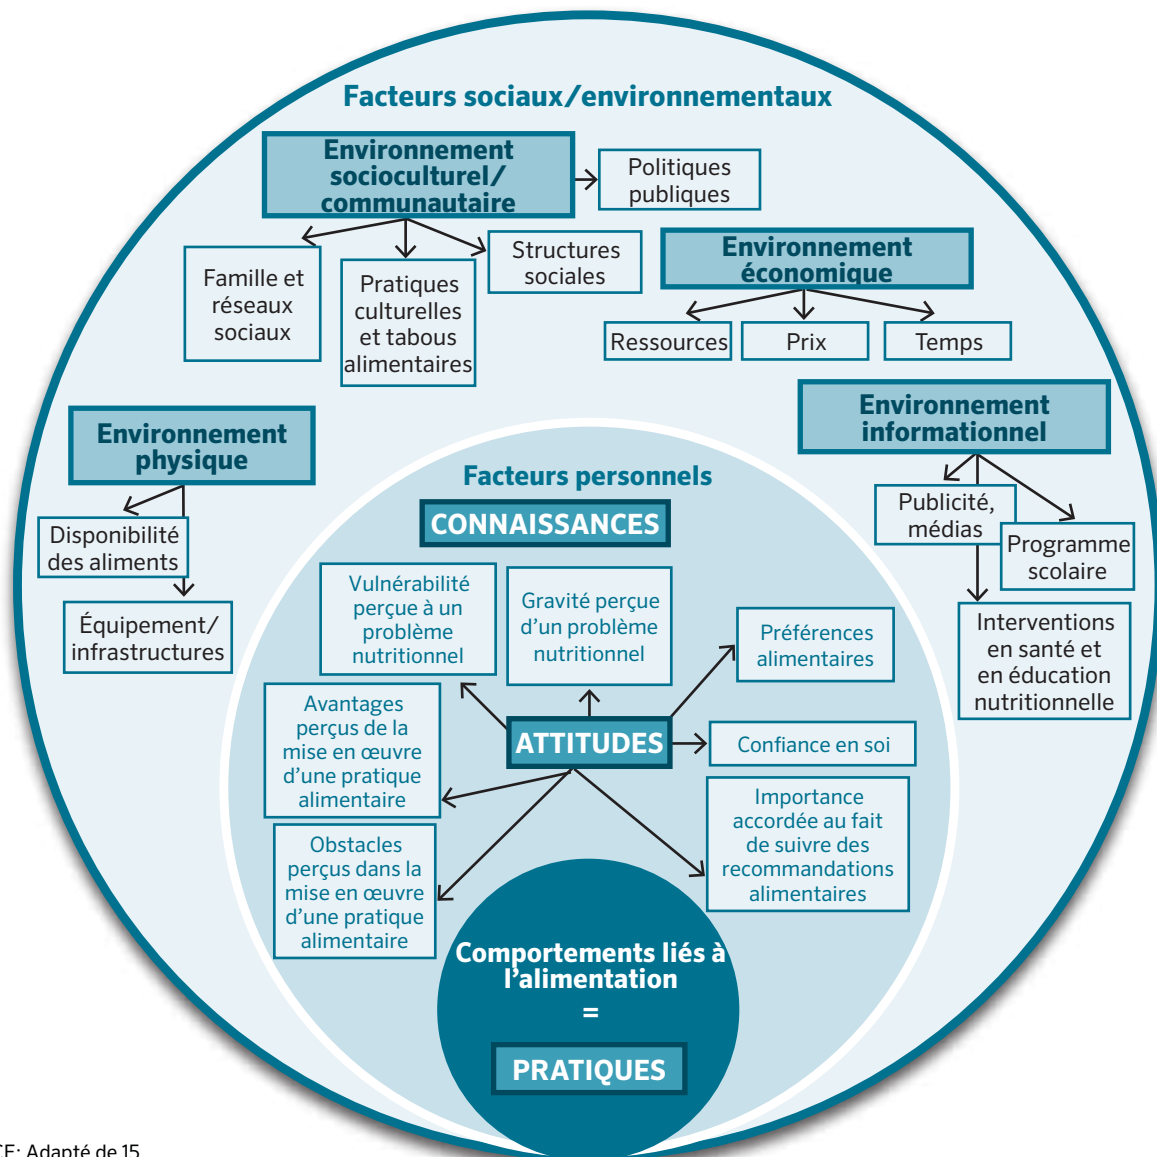 Facteurs sociaux/environnementaux
Environnement
socioculturel/
communautaire
Politiques
publiques
Famille et
réseaux
sociaux
Pratiques
culturelles
et tabous
alimentaires
Structures
sociales
Environnement
économique
Ressources
Prix
Temps
Environnement
physique
Disponibilité
des aliments
Équipement/
infrastructures
Environnement
informationnel
Publicité,
médias
Programme
scolaire
Interventions
en santé et
en éducation
nutritionnelle
Facteurs personnels
CONNAISSANCES
Vulnérabilité
perçue à un
problème
nutritionnel
Gravité perçue
d'un problème
nutritionnel
Préférences
alimentaires
Avantages
perçus de la
mise en œuvre
d'une pratique
alimentaire
ATTITUDES
Confiance en soi
Obstacles
perçus dans la
mise en œuvre
d'une pratique
alimentaire
Importance
accordée au fait
de suivre des
recommandations
alimentaires
Comportements liés à
l'alimentation
=
PRATIQUES
CE: Adapté de 15